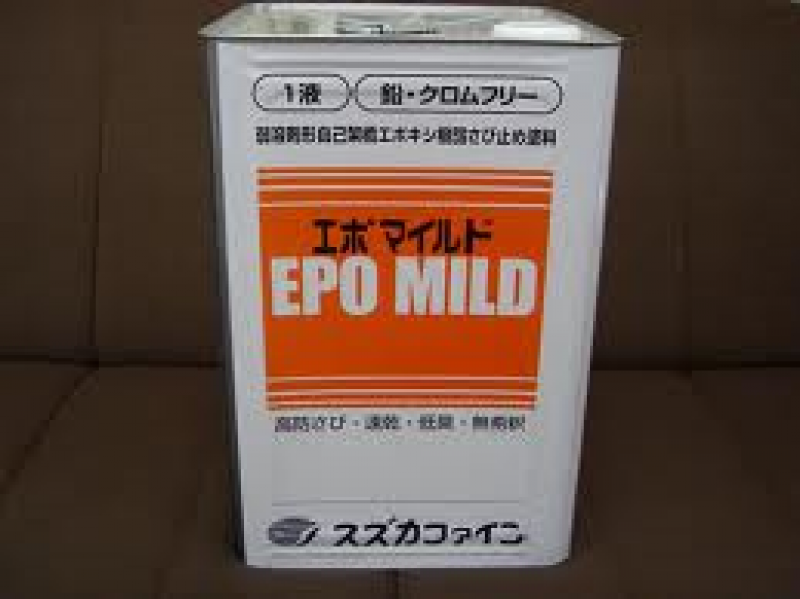 1液 鉛・クロムフリー
弱溶剤形自己架橋エポキシ樹脂さび止め塗料
エポマイルド
EPO MILD
高防さび・速乾・低臭・無希釈
スズカファイン